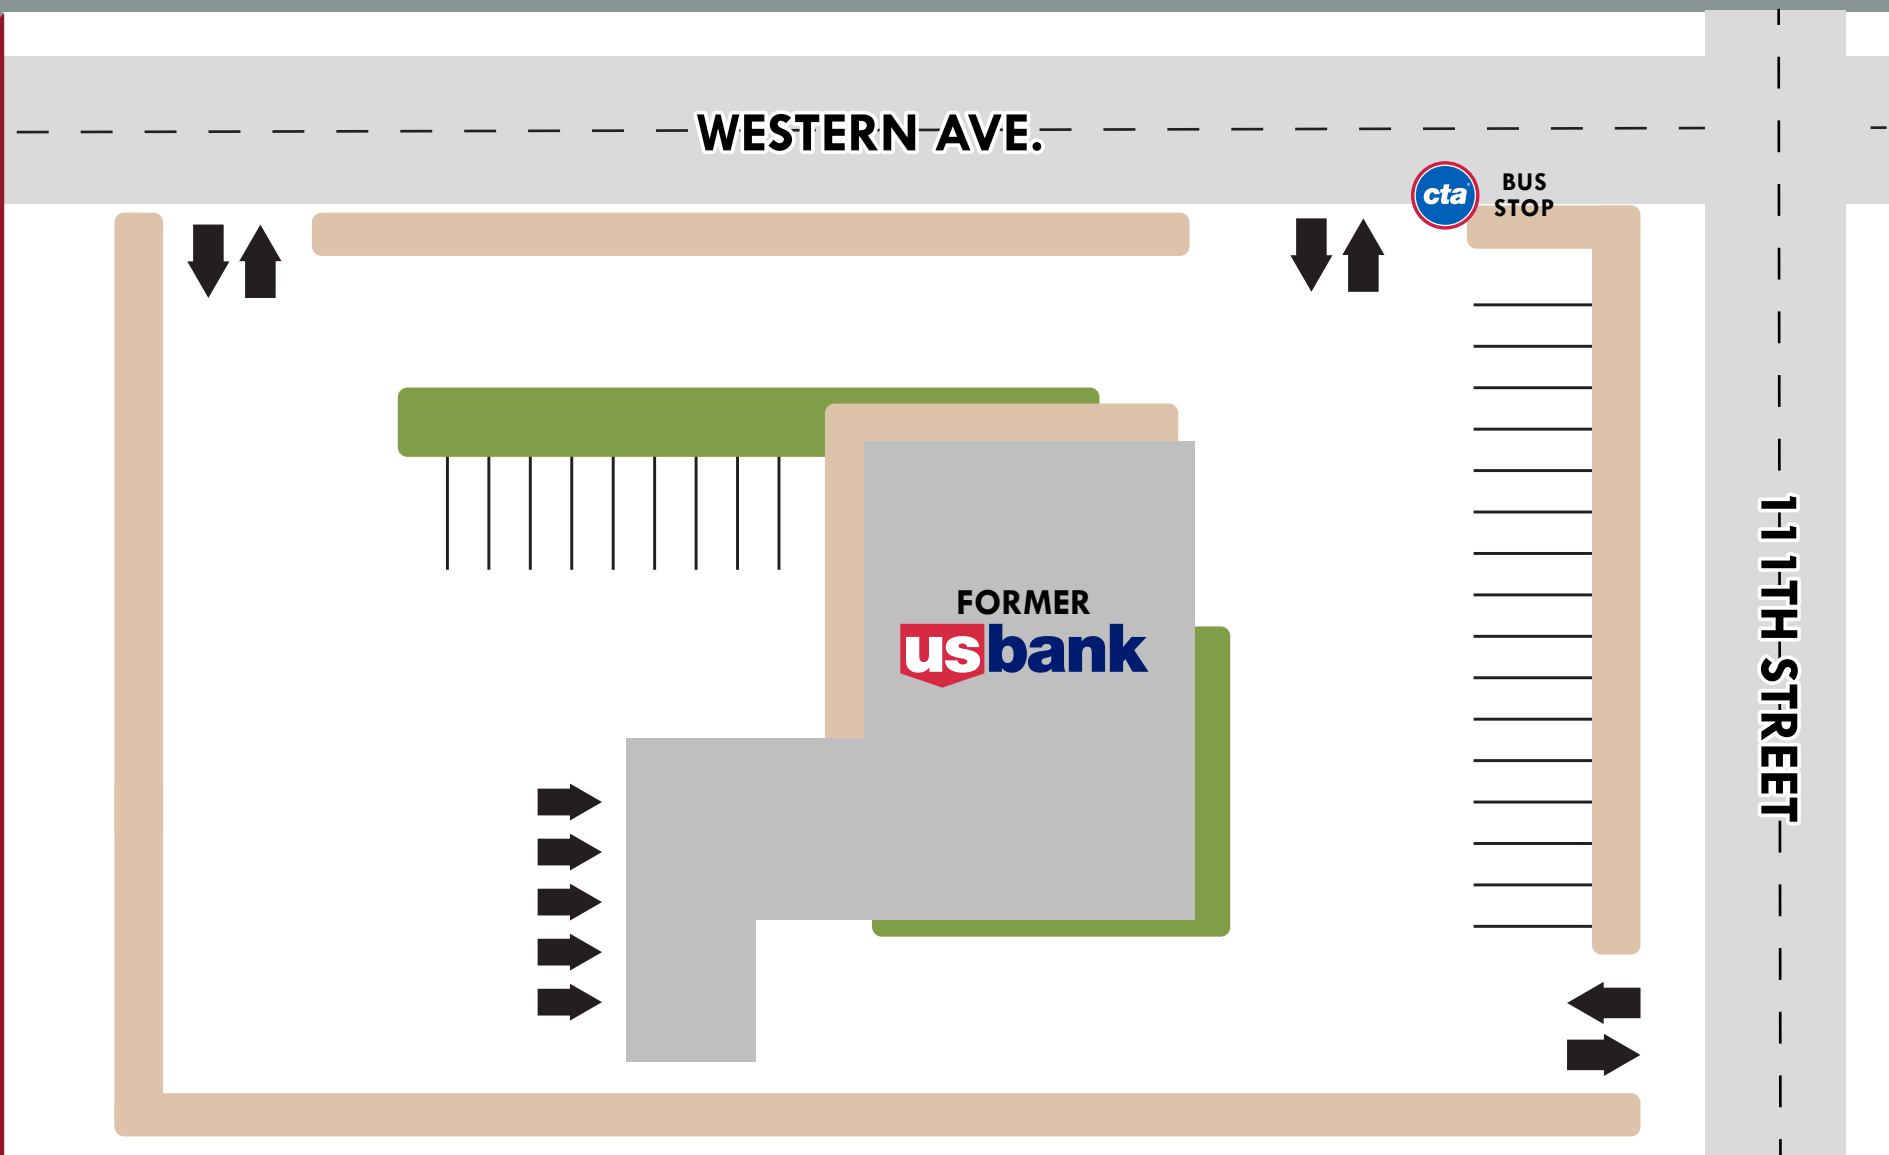 WESTERN AVE.
cta
BUS
STOP
111TH STREET
FORMER
usbank